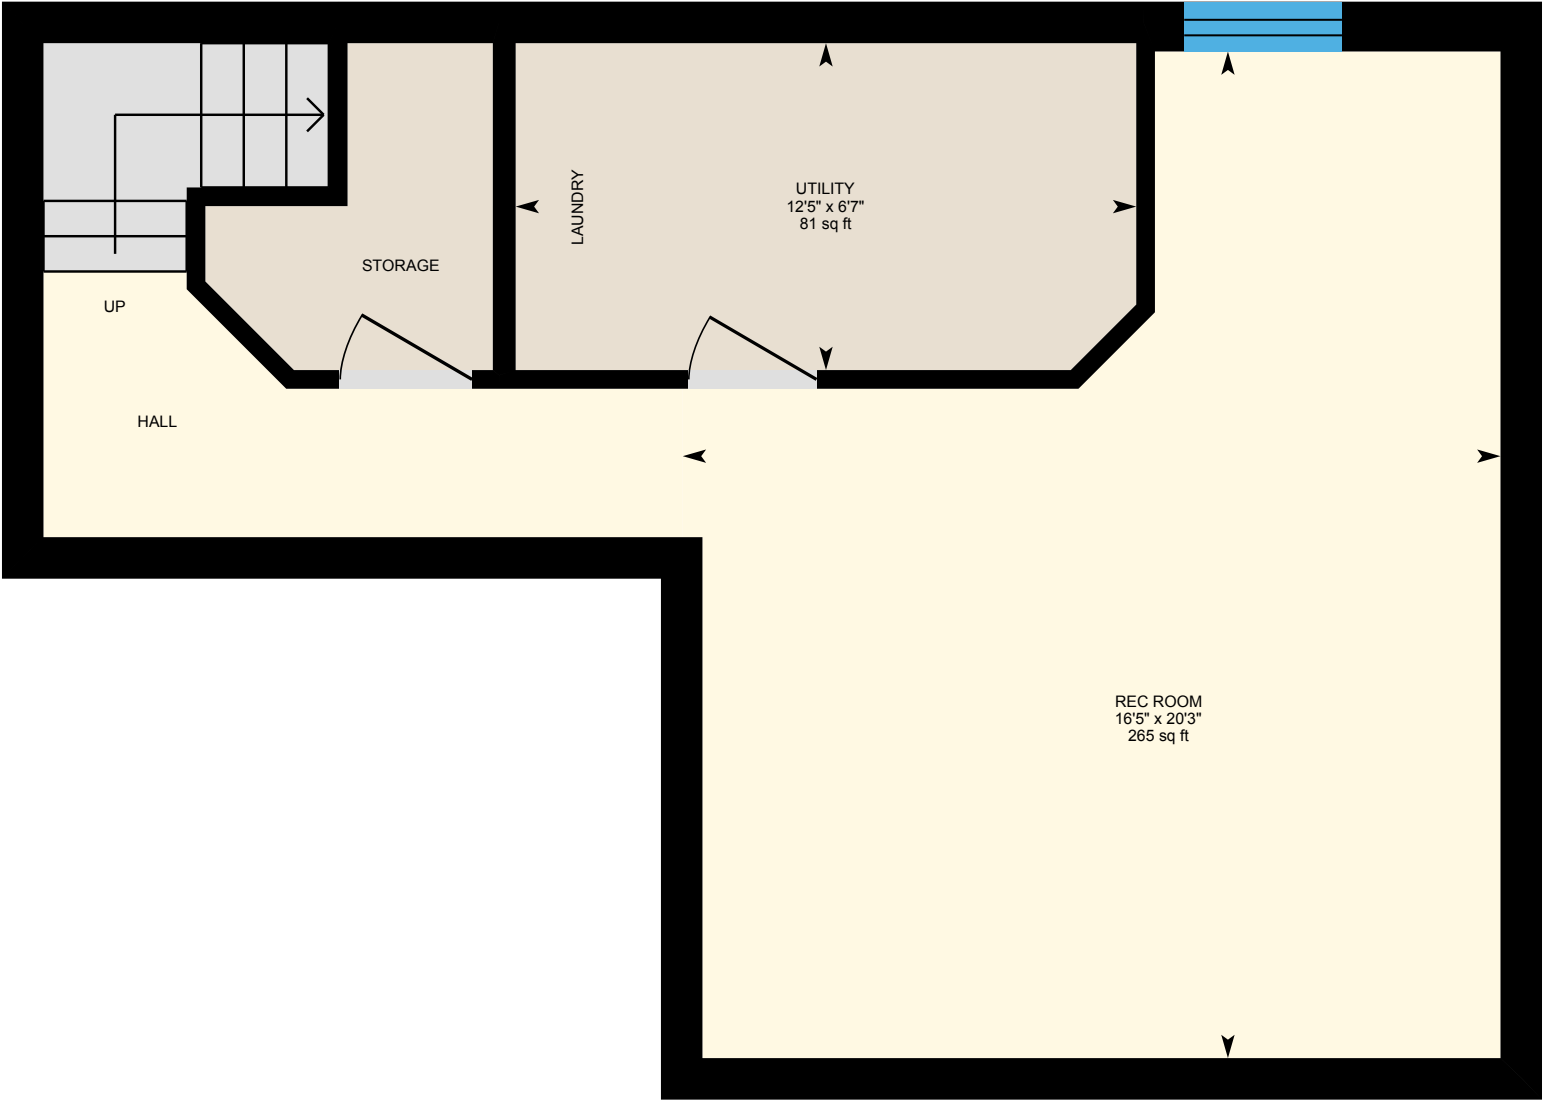 LAUNDRY
UTILITY
12'5" x 6'7"
81 sq ft
STORAGE
UP
HALL
REC ROOM
16'5" x 20'3"
265 sq ft